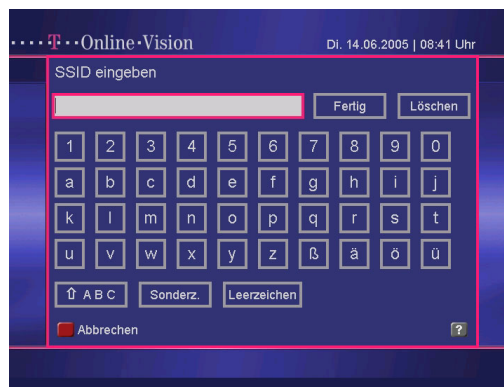 T · · Online · Vision Di. 14.06.2005 | 08:41 Uhr
SSID eingeben
Fertig Löschen
1 2 3 4 5 6 7 8 9 0
a b c d e f g h i j
k l m n o p q r s t
u v w x y z ß ä ö ü
⇧ A B C Sonderz. Leerzeichen
Abbrechen ?